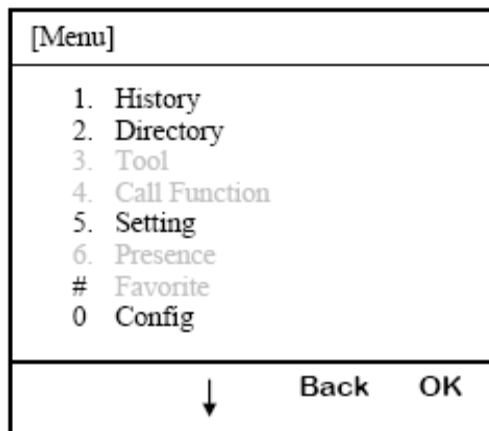 [Menu]
1. History
2. Directory
3. Tool
4. Call Function
5. Setting
6. Presence
# Favorite
0 Config
↓ Back OK